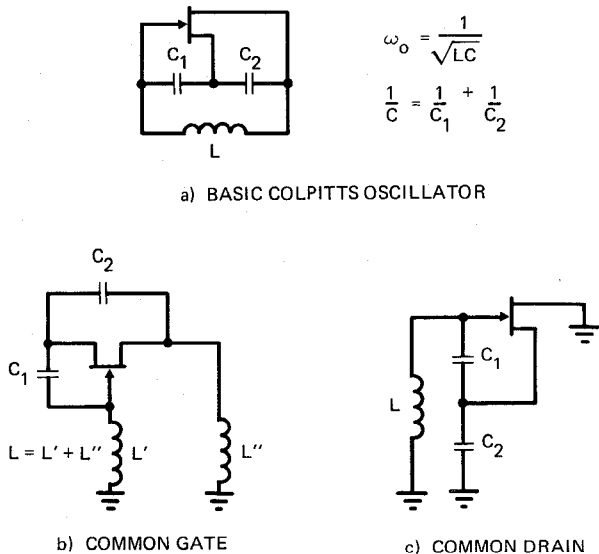 C₁ C₂
L
ω₀ = 1/√LC
1/C = 1/C₁ + 1/C₂
a) BASIC COLPITTS OSCILLATOR
C₂
C₁
L = L' + L'' L' L''
b) COMMON GATE
L C₁
C₂
c) COMMON DRAIN